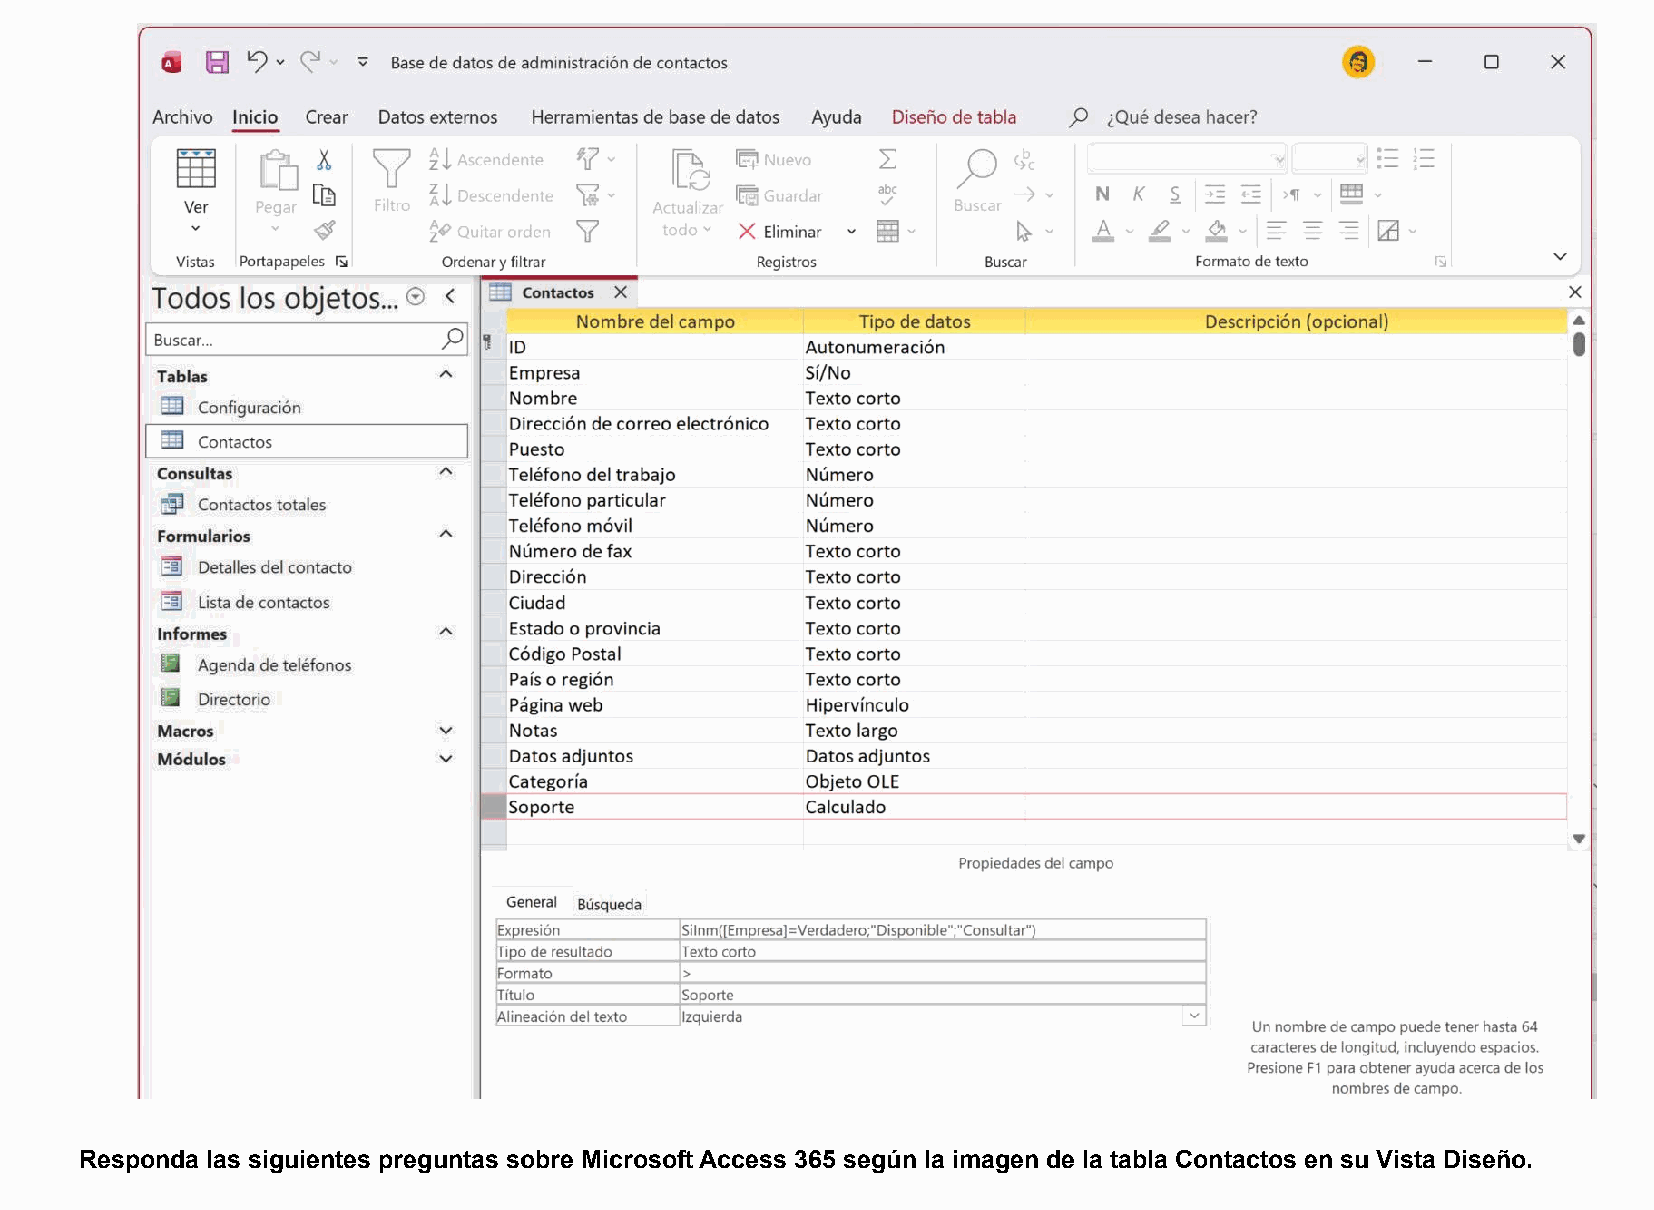 Base de datos de administración de contactos
Archivo Inicio Crear Datos externos Herramientas de base de datos Ayuda Diseño de tabla ¿Qué desea hacer?
Ver
Vistas
Pegar
Portapapeles
Filtro
Ascendente
Descendente
Quitar orden
Ordenar y filtrar
Actualizar
todo
Nuevo
Guardar
Eliminar
Registros
Buscar
Buscar
N K S
Formato de texto
Todos los objetos...
Buscar...
Tablas
Configuración
Contactos
Consultas
Contactos totales
Formularios
Detalles del contacto
Lista de contactos
Informes
Agenda de teléfonos
Directorio
Macros
Módulos
Contactos
Nombre del campo Tipo de datos Descripción (opcional)
ID Autonumeración
Empresa Sí/No
Nombre Texto corto
Dirección de correo electrónico Texto corto
Puesto Texto corto
Teléfono del trabajo Número
Teléfono particular Número
Teléfono móvil Número
Número de fax Texto corto
Dirección Texto corto
Ciudad Texto corto
Estado o provincia Texto corto
Código Postal Texto corto
País o región Texto corto
Página web Hipervínculo
Notas Texto largo
Datos adjuntos Datos adjuntos
Categoría Objeto OLE
Soporte Calculado
Propiedades del campo
General Búsqueda
Expresión SiInm([Empresa]=Verdadero;"Disponible";"Consultar")
Tipo de resultado Texto corto
Formato >
Título Soporte
Alineación del texto Izquierda
Un nombre de campo puede tener hasta 64
caracteres de longitud, incluyendo espacios.
Presione F1 para obtener ayuda acerca de los
nombres de campo.
Responda las siguientes preguntas sobre Microsoft Access 365 según la imagen de la tabla Contactos en su Vista Diseño.